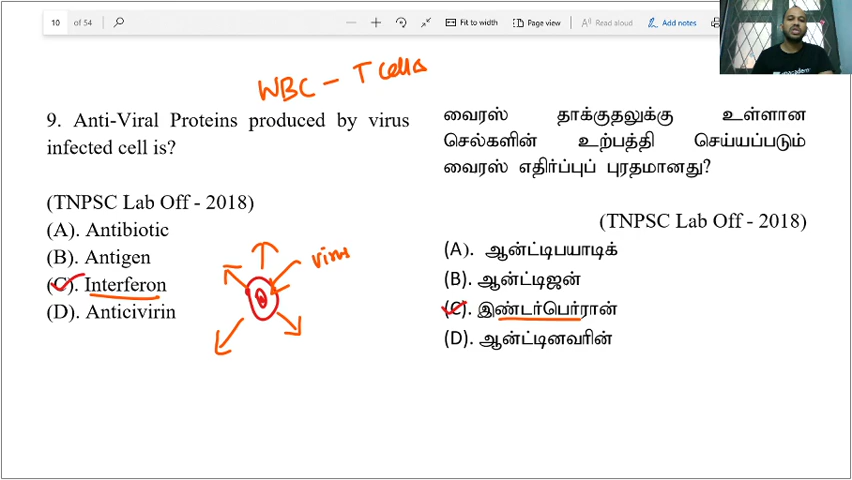 10 of 54
Fit to width
Page view
Read aloud
Add notes
WBC - T Cells
9. Anti-Viral Proteins produced by virus
infected cell is?
(TNPSC Lab Off - 2018)
(A). Antibiotic
(B). Antigen
(C). Interferon
(D). Anticivirin
virus
வைரஸ் தாக்குதலுக்கு உள்ளான
செல்களின் உற்பத்தி செய்யப்படும்
வைரஸ் எதிர்ப்புப் புரதமானது?
(TNPSC Lab Off - 2018)
(A). ஆன்ட்டிபயாடிக்
(B). ஆன்ட்டிஜன்
(C). இண்டர்பெர்ரான்
(D). ஆன்ட்டினவரின்